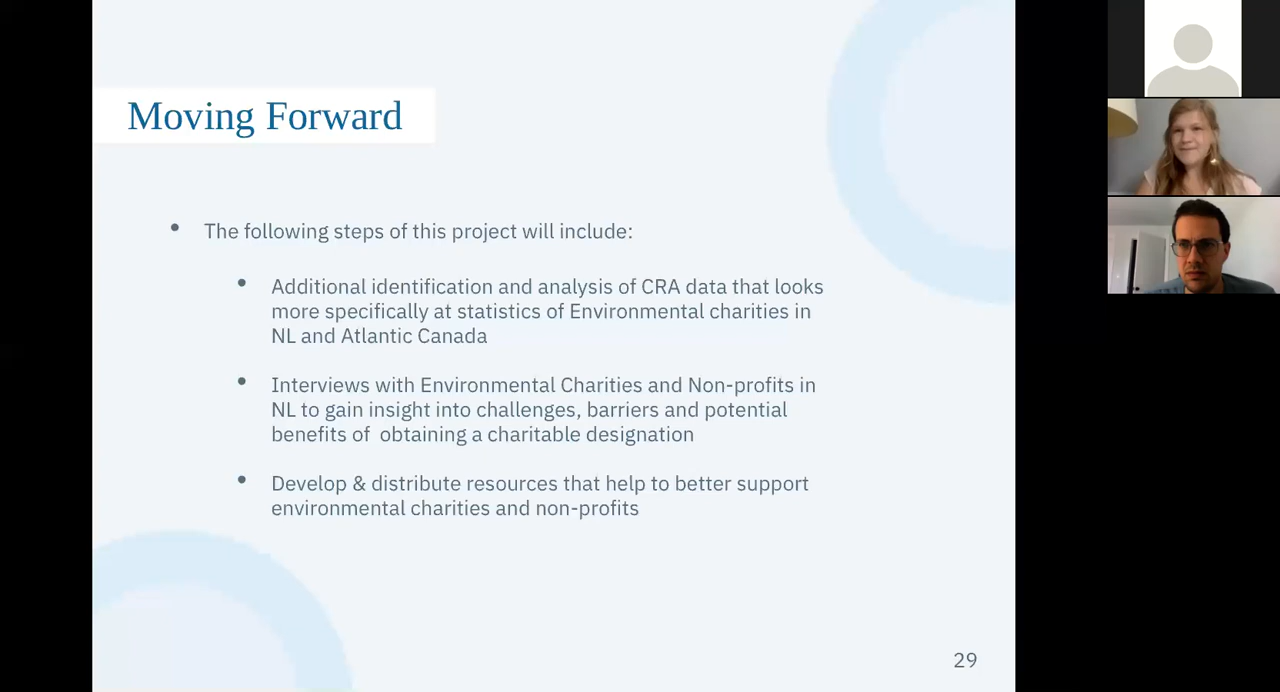 Moving Forward
• The following steps of this project will include:
• Additional identification and analysis of CRA data that looks
more specifically at statistics of Environmental charities in
NL and Atlantic Canada
• Interviews with Environmental Charities and Non-profits in
NL to gain insight into challenges, barriers and potential
benefits of  obtaining a charitable designation
• Develop & distribute resources that help to better support
environmental charities and non-profits
29